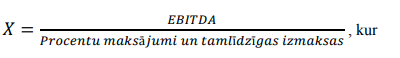 X = EBITDA / Procentu maksājumi un tamlīdzīgas izmaksas , kur